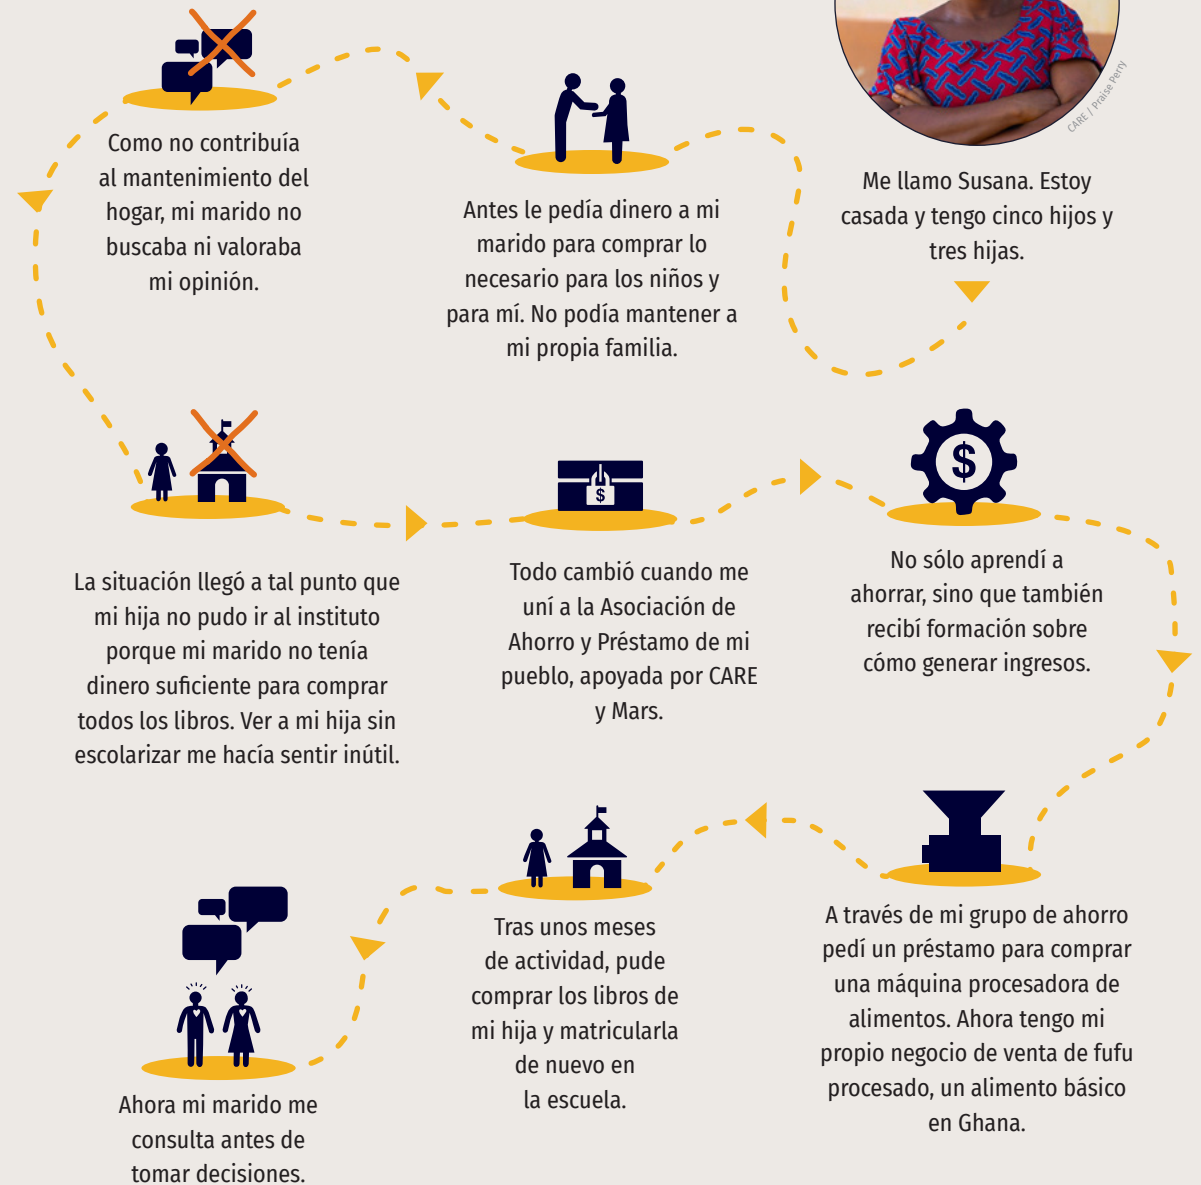 CARE / Praise Perry
Me llamo Susana. Estoy
casada y tengo cinco hijos y
tres hijas.
Antes le pedía dinero a mi
marido para comprar lo
necesario para los niños y
para mí. No podía mantener a
mi propia familia.
Como no contribuía
al mantenimiento del
hogar, mi marido no
buscaba ni valoraba
mi opinión.
La situación llegó a tal punto que
mi hija no pudo ir al instituto
porque mi marido no tenía
dinero suficiente para comprar
todos los libros. Ver a mi hija sin
escolarizar me hacía sentir inútil.
$
Todo cambió cuando me
uní a la Asociación de
Ahorro y Préstamo de mi
pueblo, apoyada por CARE
y Mars.
$
No sólo aprendí a
ahorrar, sino que también
recibí formación sobre
cómo generar ingresos.
A través de mi grupo de ahorro
pedí un préstamo para comprar
una máquina procesadora de
alimentos. Ahora tengo mi
propio negocio de venta de fufu
procesado, un alimento básico
en Ghana.
Tras unos meses
de actividad, pude
comprar los libros de
mi hija y matricularla
de nuevo en
la escuela.
Ahora mi marido me
consulta antes de
tomar decisiones.